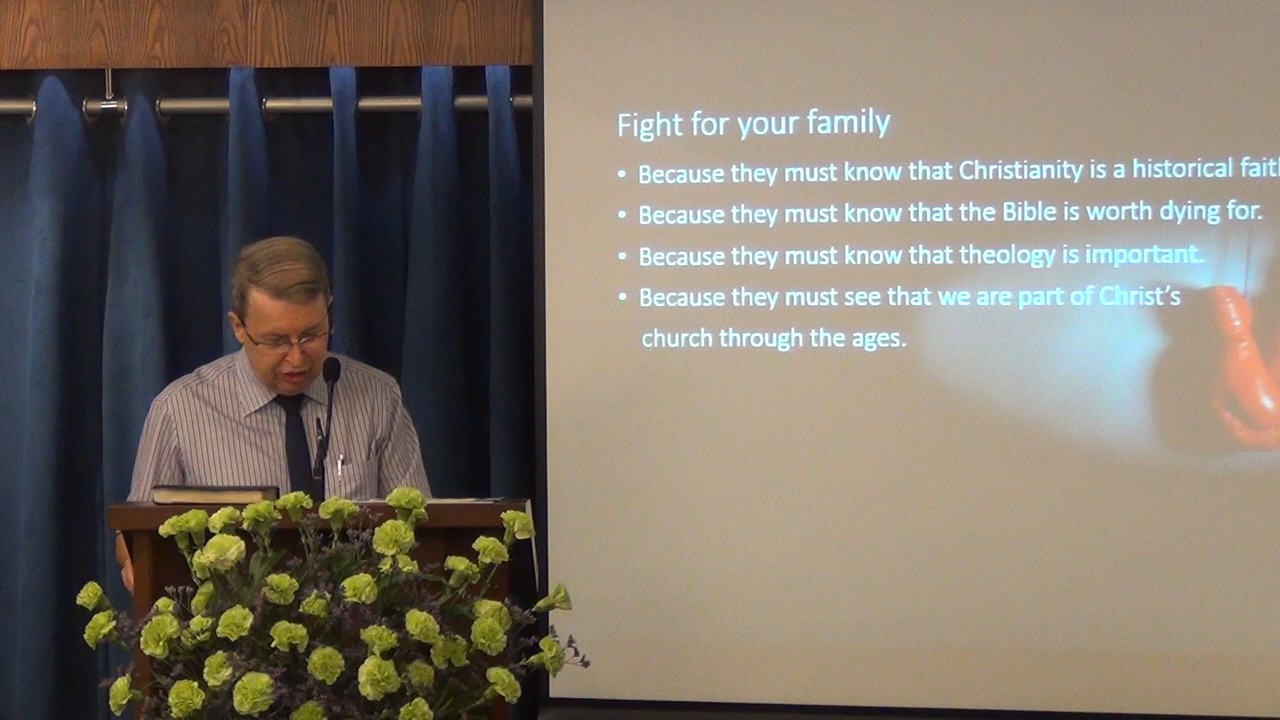 Fight for your family
• Because they must know that Christianity is a historical fait
• Because they must know that the Bible is worth dying for.
• Because they must know that theology is important.
• Because they must see that we are part of Christ's
church through the ages.